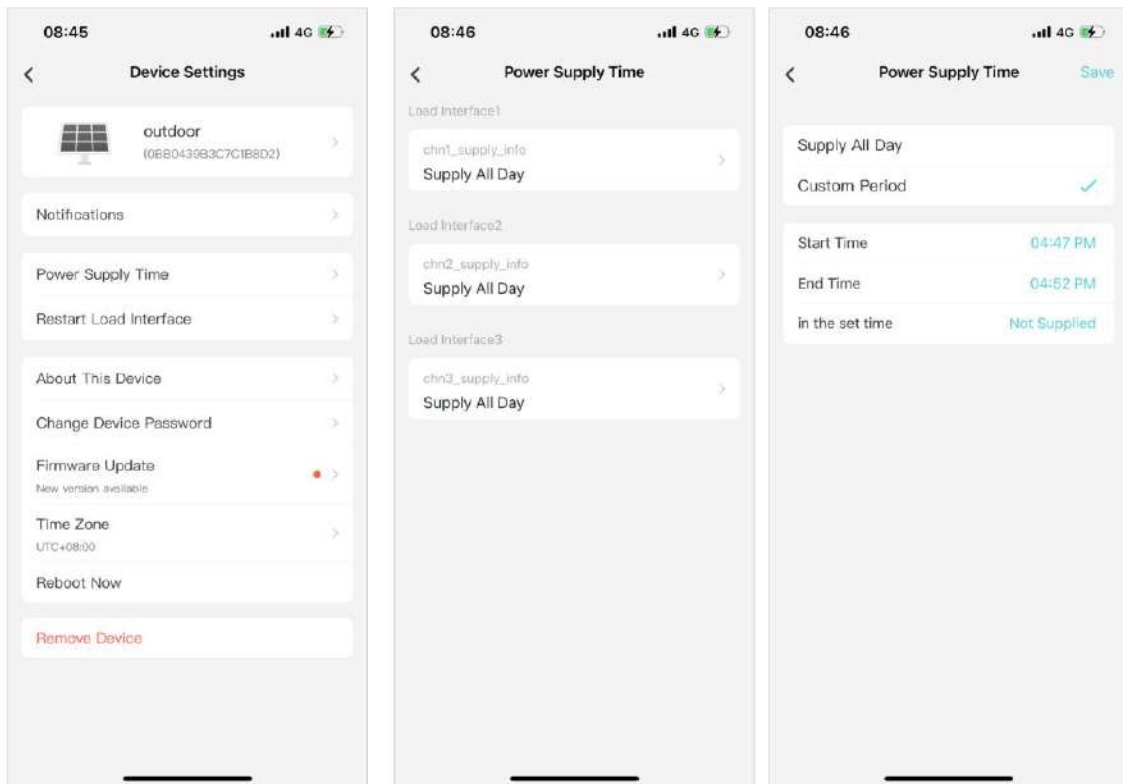 08:45
4G
Device Settings
outdoor
(0BB0439B3C7C1B8D2)
Notifications
Power Supply Time
Restart Load Interface
About This Device
Change Device Password
Firmware Update
New version available
Time Zone
UTC+08:00
Reboot Now
Remove Device
08:46
4G
Power Supply Time
Load Interface1
chn1_supply_info
Supply All Day
Load Interface2
chn2_supply_info
Supply All Day
Load Interface3
chn3_supply_info
Supply All Day
08:46
4G
Power Supply Time
Save
Supply All Day
Custom Period
Start Time
04:47 PM
End Time
04:52 PM
in the set time
Not Supplied